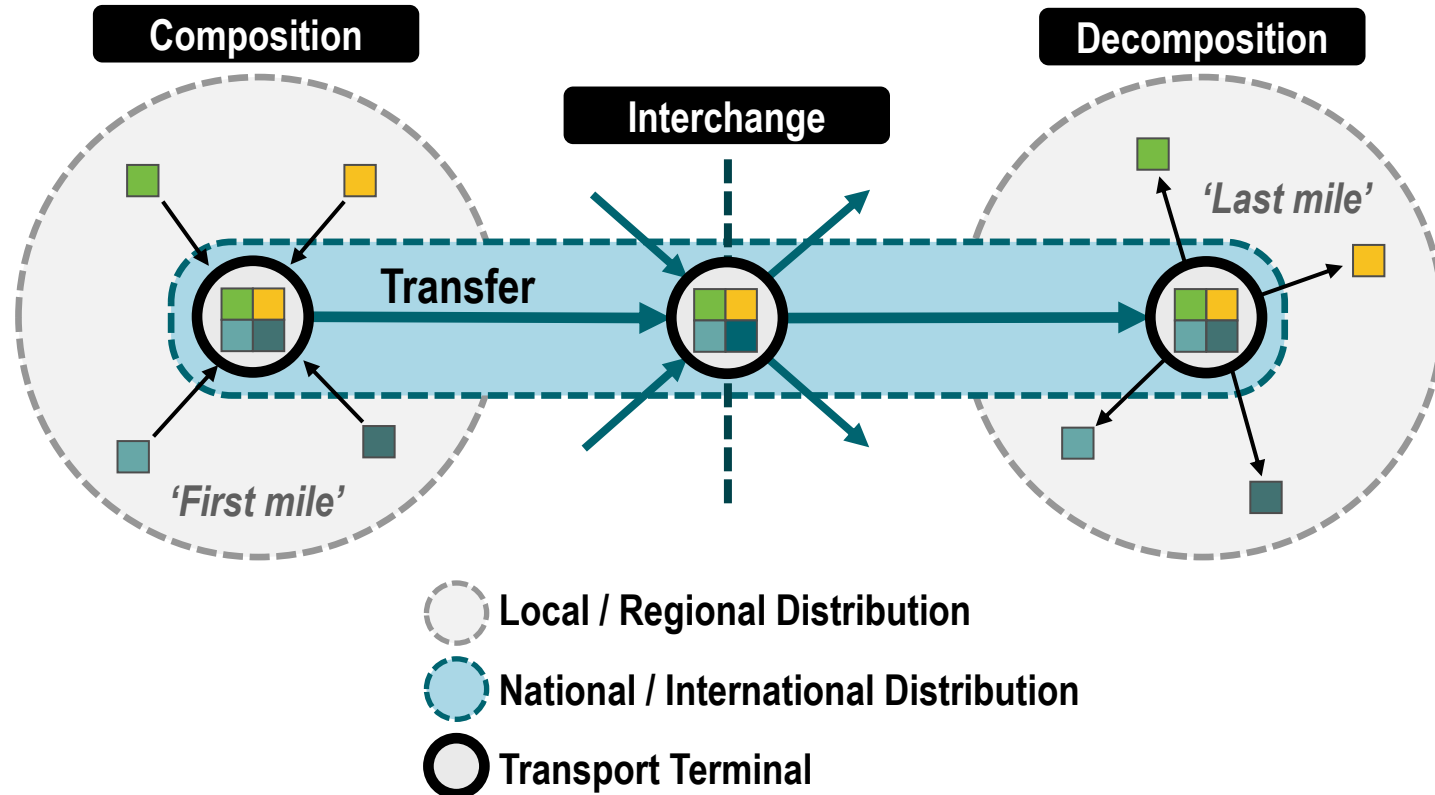 Composition
Decomposition
Interchange
‘Last mile’
Transfer
‘First mile’
Local / Regional Distribution
National / International Distribution
Transport Terminal